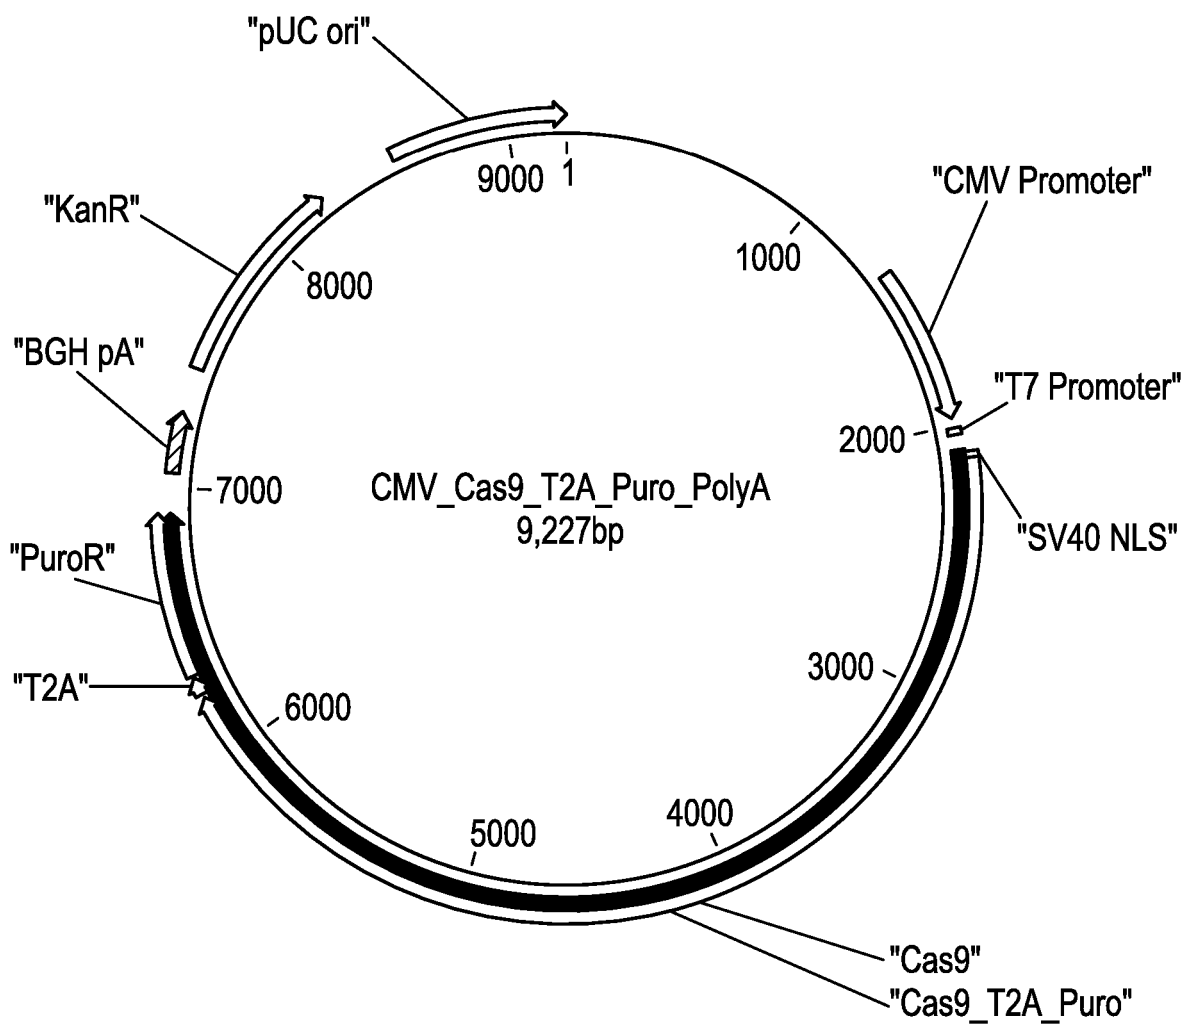 "pUC ori"
9000
1
"KanR"
"CMV Promoter"
1000
8000
"BGH pA"
"T7 Promoter"
2000
7000
CMV_Cas9_T2A_Puro_PolyA
9,227bp
"SV40 NLS"
"PuroR"
3000
"T2A"
6000
4000
5000
"Cas9"
"Cas9_T2A_Puro"